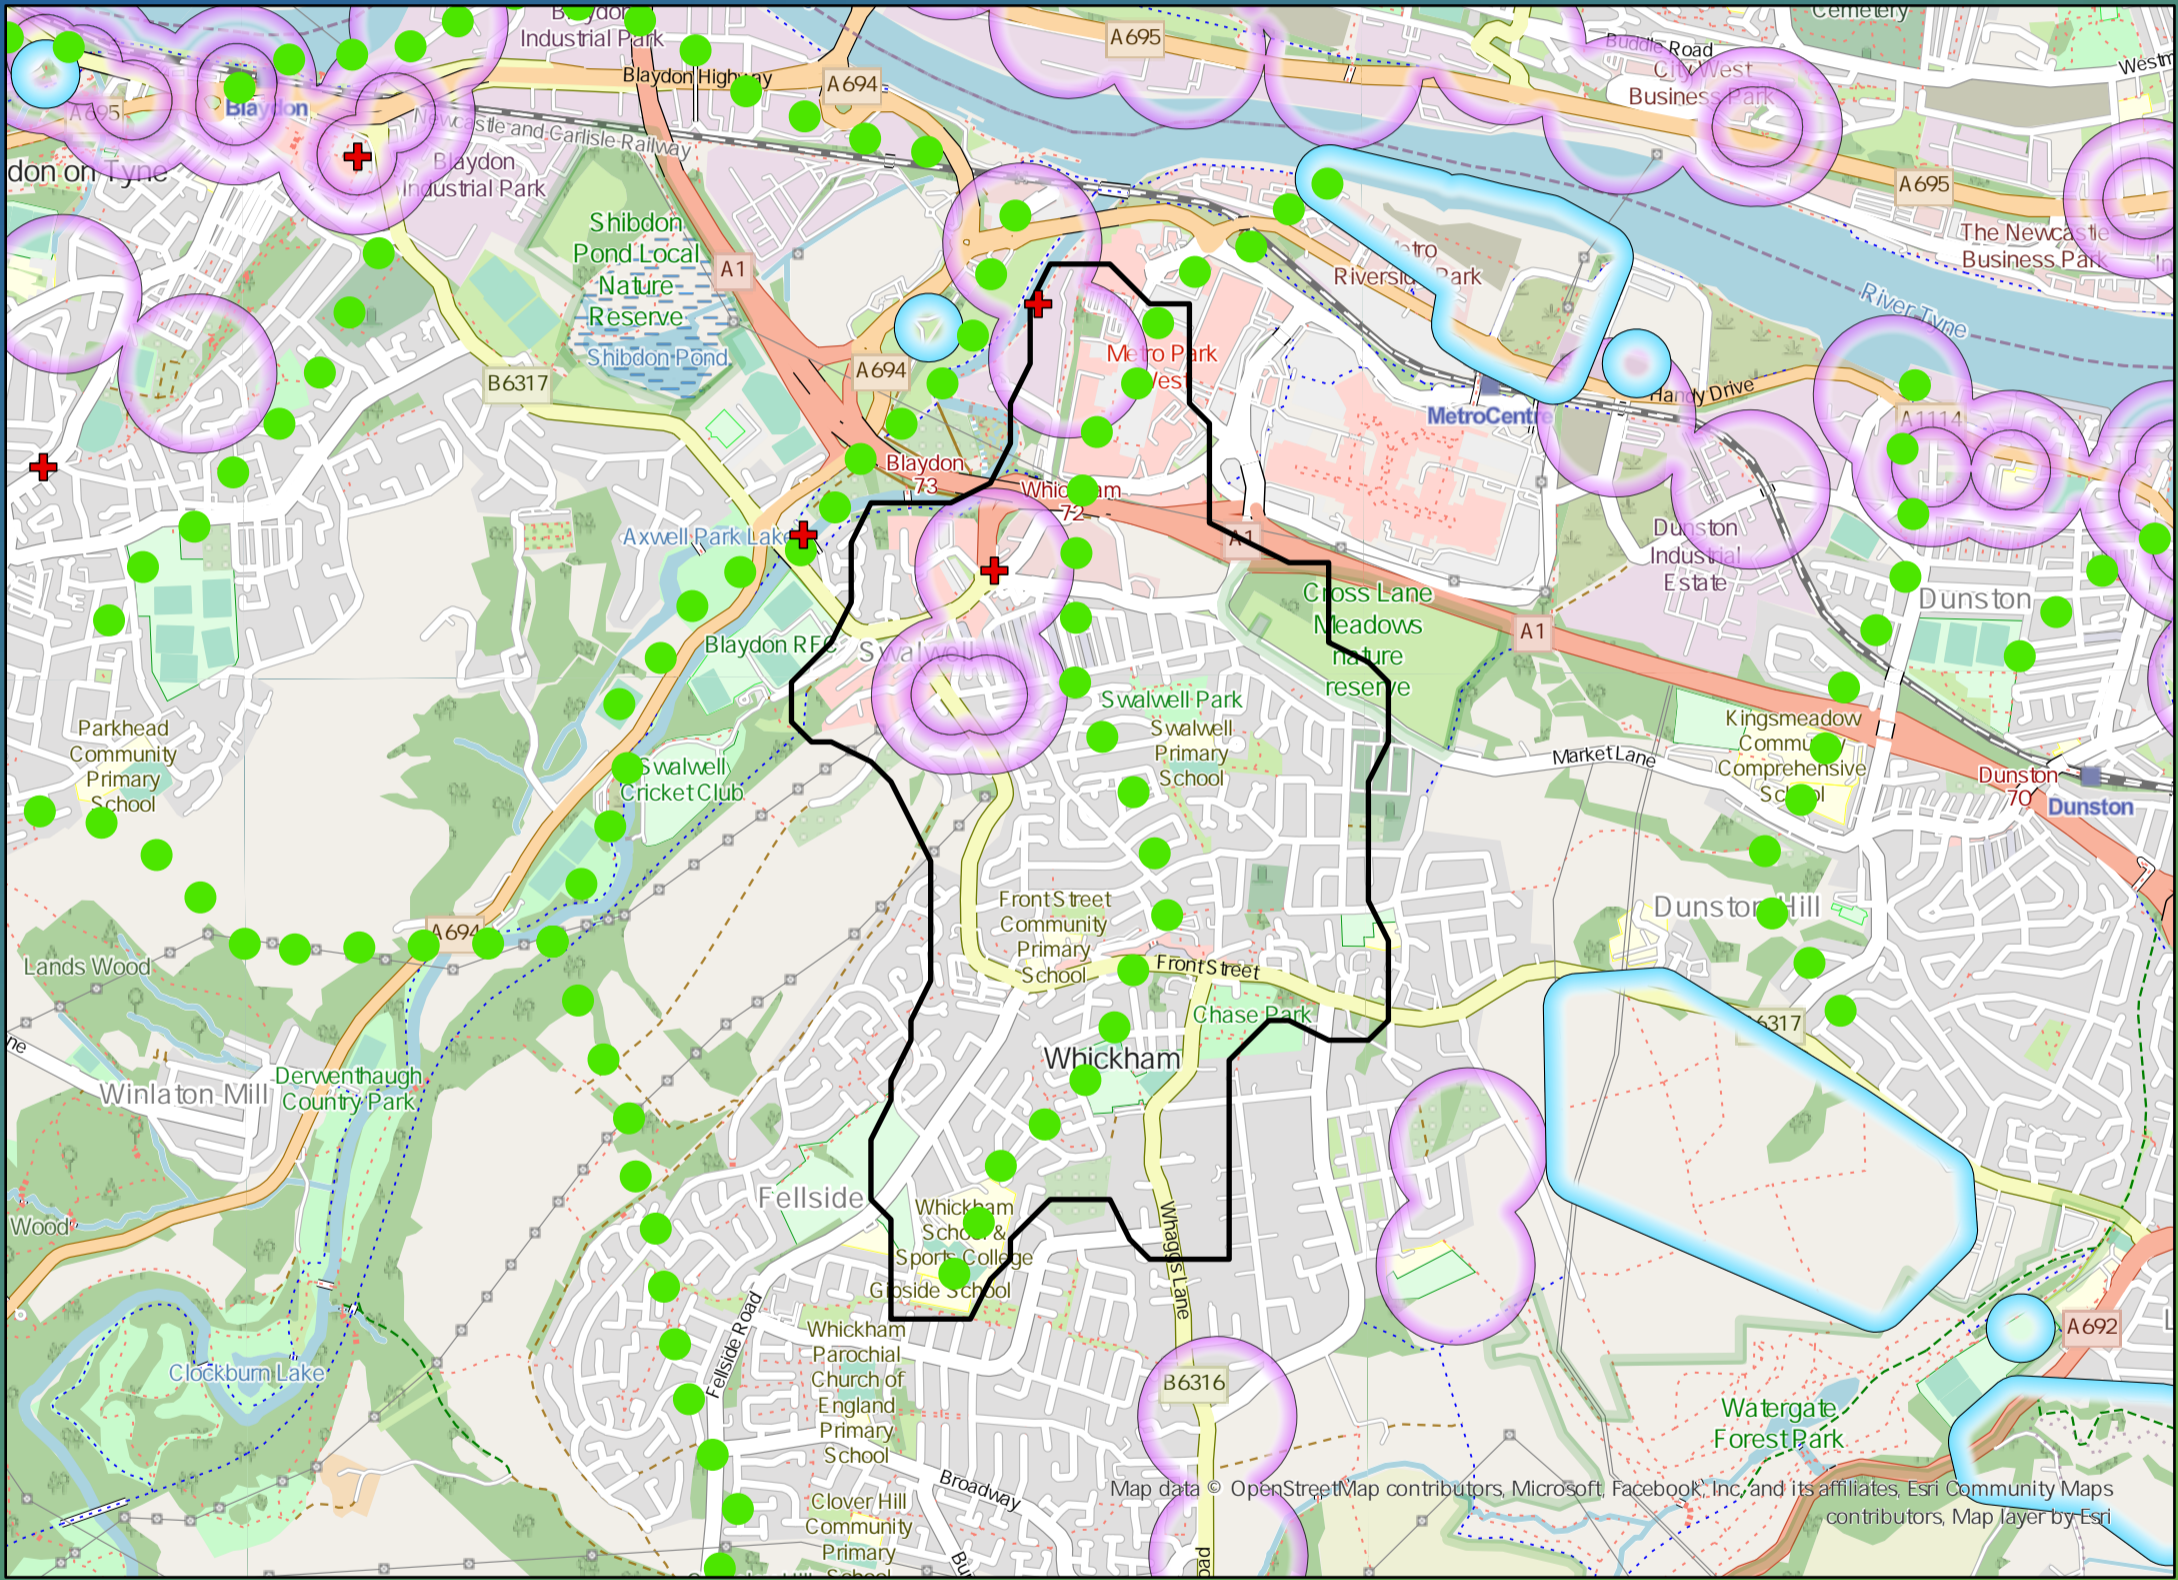 Blaydon
Industrial Park
Cemetery
A695
Buddle Road
City West
Business Park
Blaydon Highway
A694
A695
Blaydon
Newcastle and Carlisle Railway
Blaydon
Industrial Park
don on Tyne
A695
The Newcastle
Business Park
Shibdon
Pond Local
Nature
Reserve
A1
Riverside Park
River Tyne
Shibdon Pond
B6317
A694
Metro Park
West
MetroCentre
Handy Drive
A1114
Blaydon
73
Whickham
72
Axwell Park Lake
A1
Dunston
Industrial
Estate
Cross Lane
Meadows
nature
reserve
Dunston
A1
Blaydon RFC
Swalwell
Swalwell Park
Swalwell
Primary
School
Parkhead
Community
Primary
School
Swalwell
Cricket Club
Kingsmeadow
Community
Comprehensive
School
Market Lane
Dunston
70
Dunston
Front Street
Community
Primary
School
Dunston Hill
A694
Lands Wood
Front Street
Chase Park
6317
Whickham
Derwenthaugh
Country Park
Winlaton Mill
Fellside
Whickham
School &
Sports College
Gibside School
Wood
Whaggs Lane
Fellside Road
Whickham
Parochial
Church of
England
Primary
School
A692
Clockburn Lake
B6316
Watergate
Forest Park
Broadway
Clover Hill
Community
Primary
School
Map data © OpenStreetMap contributors, Microsoft, Facebook, Inc. and its affiliates, Esri Community Maps
contributors, Map layer by Esri